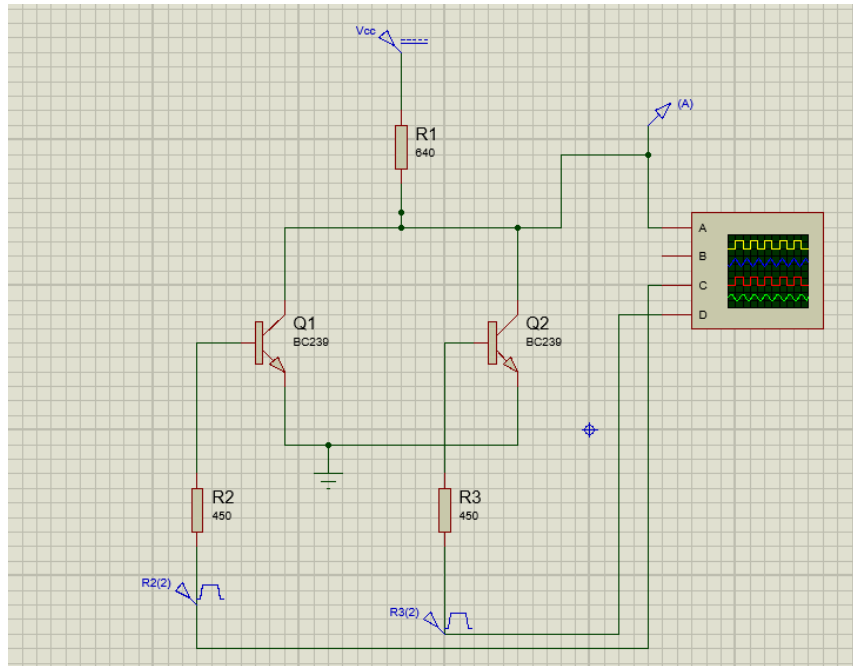 Vcc
R1
640
(A)
A
B
C
D
Q1
BC239
Q2
BC239
R2
450
R3
450
R2(2)
R3(2)